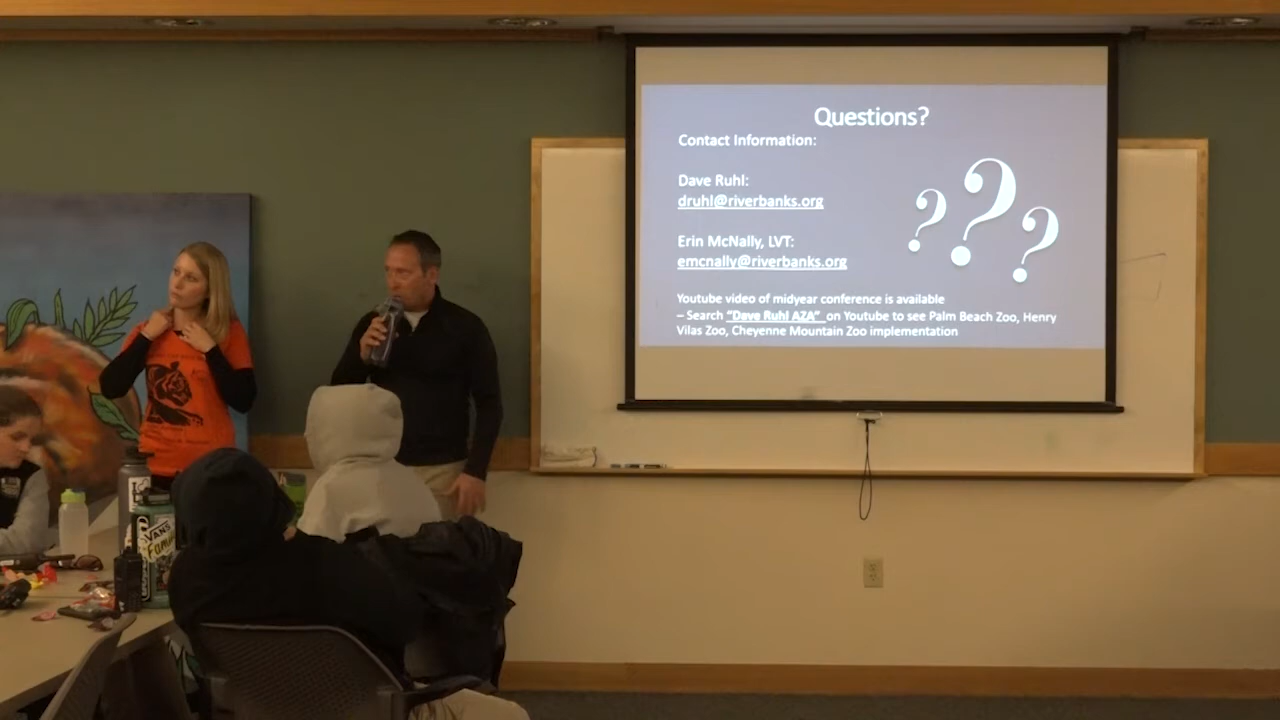 Questions?
Contact Information:
Dave Ruhl:
druhl@riverbanks.org
Erin McNally, LVT:
emcnally@riverbanks.org
Youtube video of midyear conference is available
– Search "Dave Ruhl AZA" on Youtube to see Palm Beach Zoo, Henry
Vilas Zoo, Cheyenne Mountain Zoo implementation
? ? ?
VANS
Family